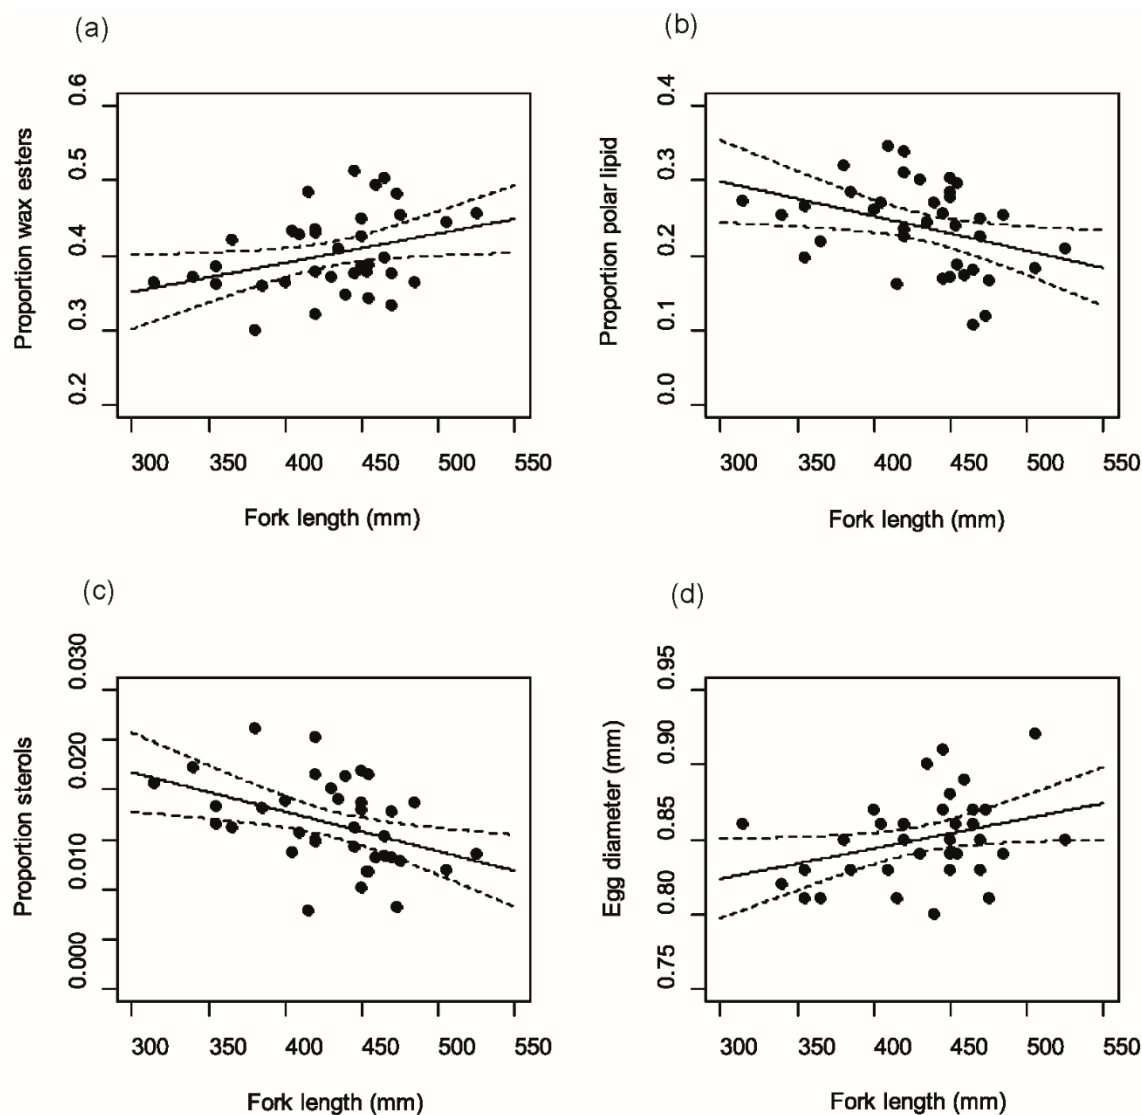 (a)
(b)
0.6
0.5
0.4
0.3
0.2
Proportion wax esters
300 350 400 450 500 550
Fork length (mm)
0.4
0.3
0.2
0.1
0.0
Proportion polar lipid
300 350 400 450 500 550
Fork length (mm)
(c)
(d)
0.030
0.020
0.010
0.000
Proportion sterols
300 350 400 450 500 550
Fork length (mm)
0.95
0.90
0.85
0.80
0.75
Egg diameter (mm)
300 350 400 450 500 550
Fork length (mm)